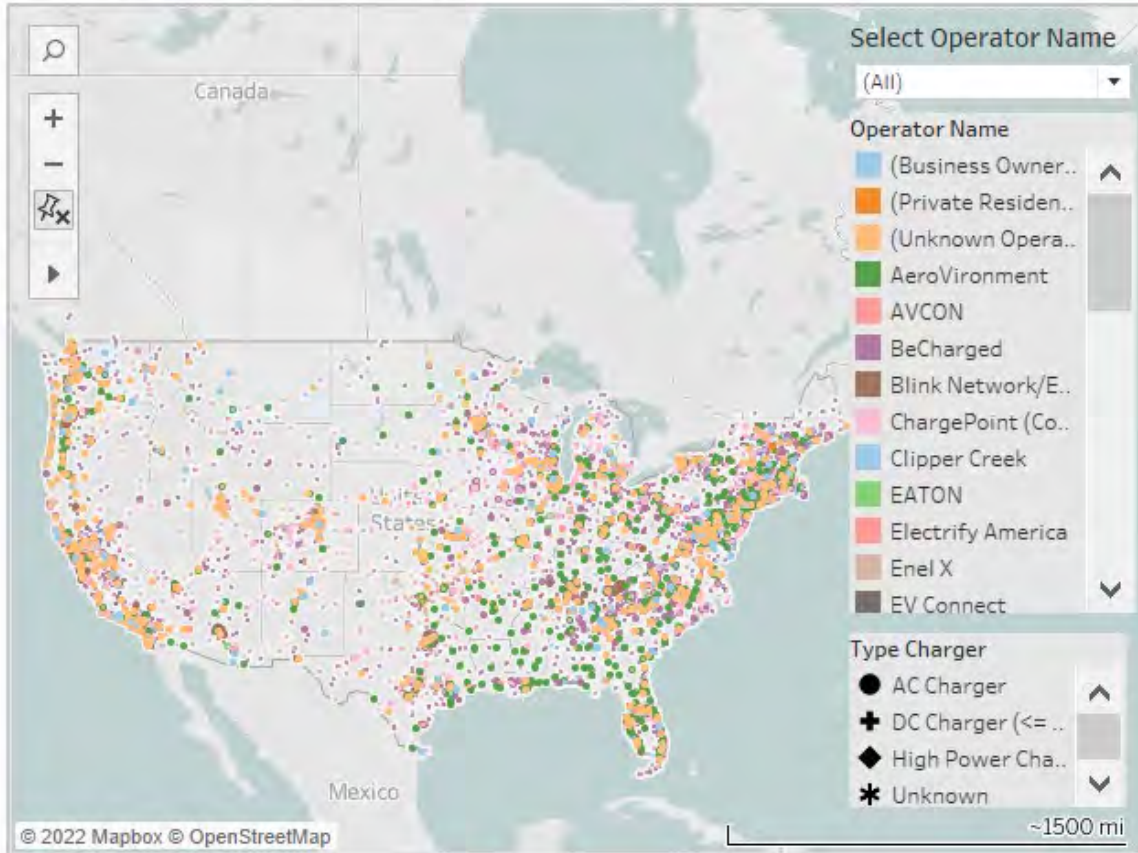 Select Operator Name
(All)
Canada
Operator Name
(Business Owner..
(Private Residen..
(Unknown Opera..
AeroVironment
AVCON
BeCharged
Blink Network/E..
ChargePoint (Co..
Clipper Creek
EATON
Electrify America
Enel X
EV Connect
United
States
Type Charger
AC Charger
DC Charger (<= ..
High Power Cha..
Unknown
Mexico
© 2022 Mapbox © OpenStreetMap
~1500 mi